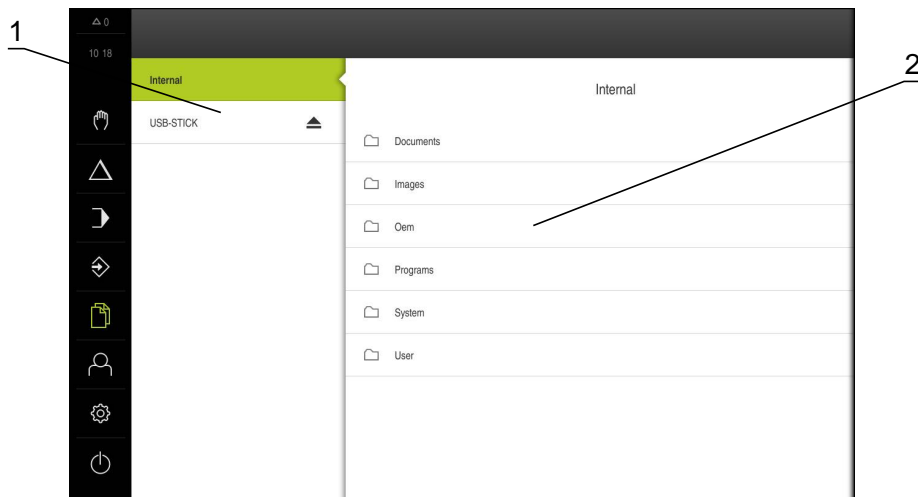 1
△ 0
10 18
2
Internal
USB-STICK
Internal
Documents
Images
Oem
Programs
System
User